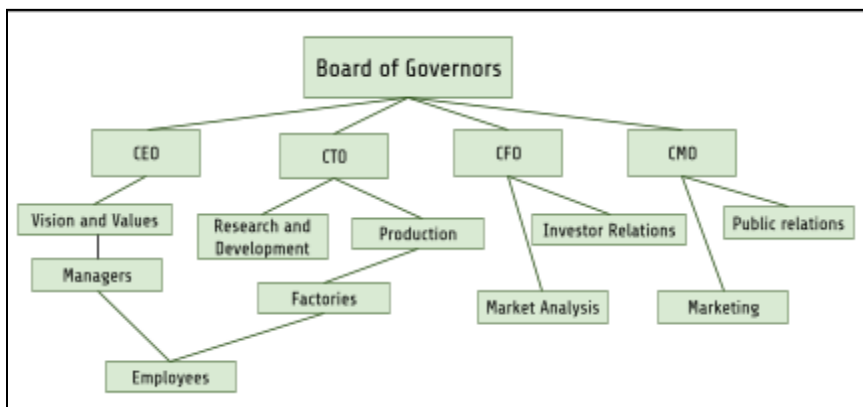 Board of Governors
CEO
CTO
CFO
CMO
Vision and Values
Research and
Development
Production
Investor Relations
Public relations
Managers
Factories
Market Analysis
Marketing
Employees